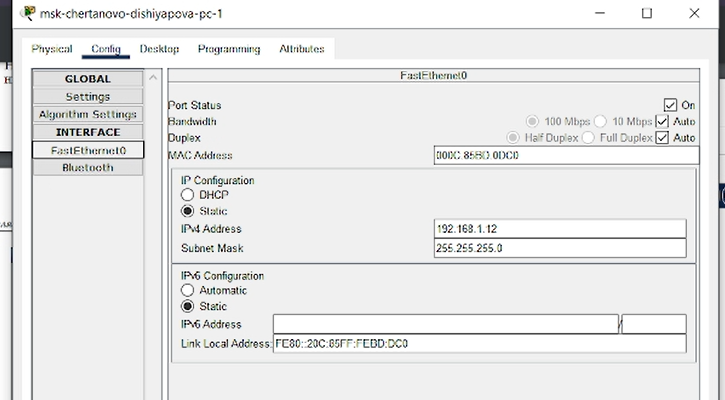 msk-chertanovo-dishiyapova-pc-1
Physical Config Desktop Programming Attributes
GLOBAL
Settings
Algorithm Settings
INTERFACE
FastEthernet0
Bluetooth
FastEthernet0
Port Status On
Bandwidth 100 Mbps 10 Mbps Auto
Duplex Half Duplex Full Duplex Auto
MAC Address 000C.85BD.0DC0
IP Configuration
DHCP
Static
IPv4 Address 192.168.1.12
Subnet Mask 255.255.255.0
IPv6 Configuration
Automatic
Static
IPv6 Address /
Link Local Address: FE80::20C:85FF:FEBD:DC0